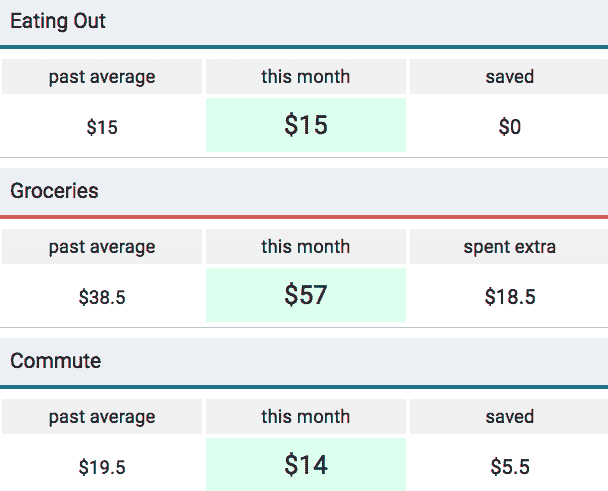 Eating Out
past average this month saved
$15 $15 $0
Groceries
past average this month spent extra
$38.5 $57 $18.5
Commute
past average this month saved
$19.5 $14 $5.5